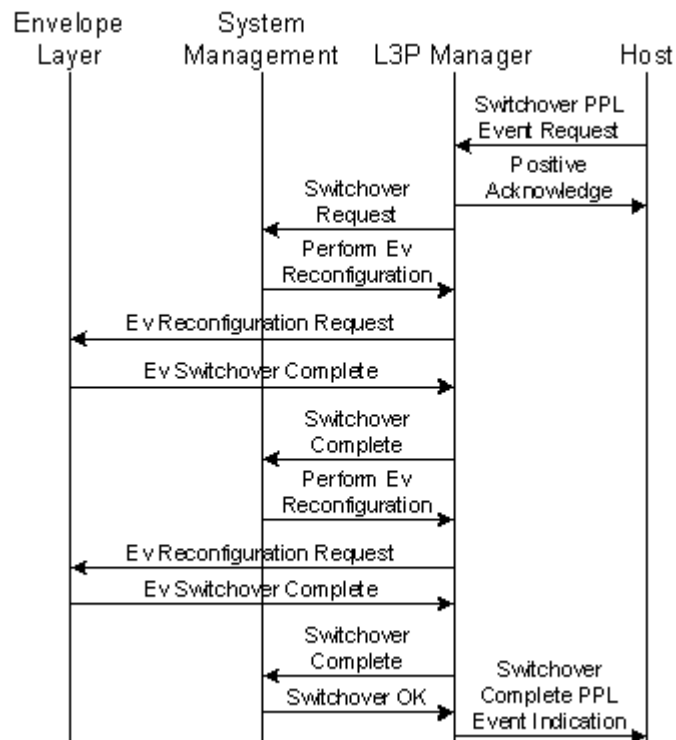 Envelope
Layer
System
Management
L3P Manager
Host
Switchover PPL
Event Request
Positive
Acknowledge
Switchover
Request
Perform Ev
Reconfiguration
Ev Reconfiguration Request
Ev Switchover Complete
Switchover
Complete
Perform Ev
Reconfiguration
Ev Reconfiguration Request
Ev Switchover Complete
Switchover
Complete
Switchover OK
Switchover
Complete PPL
Event Indication